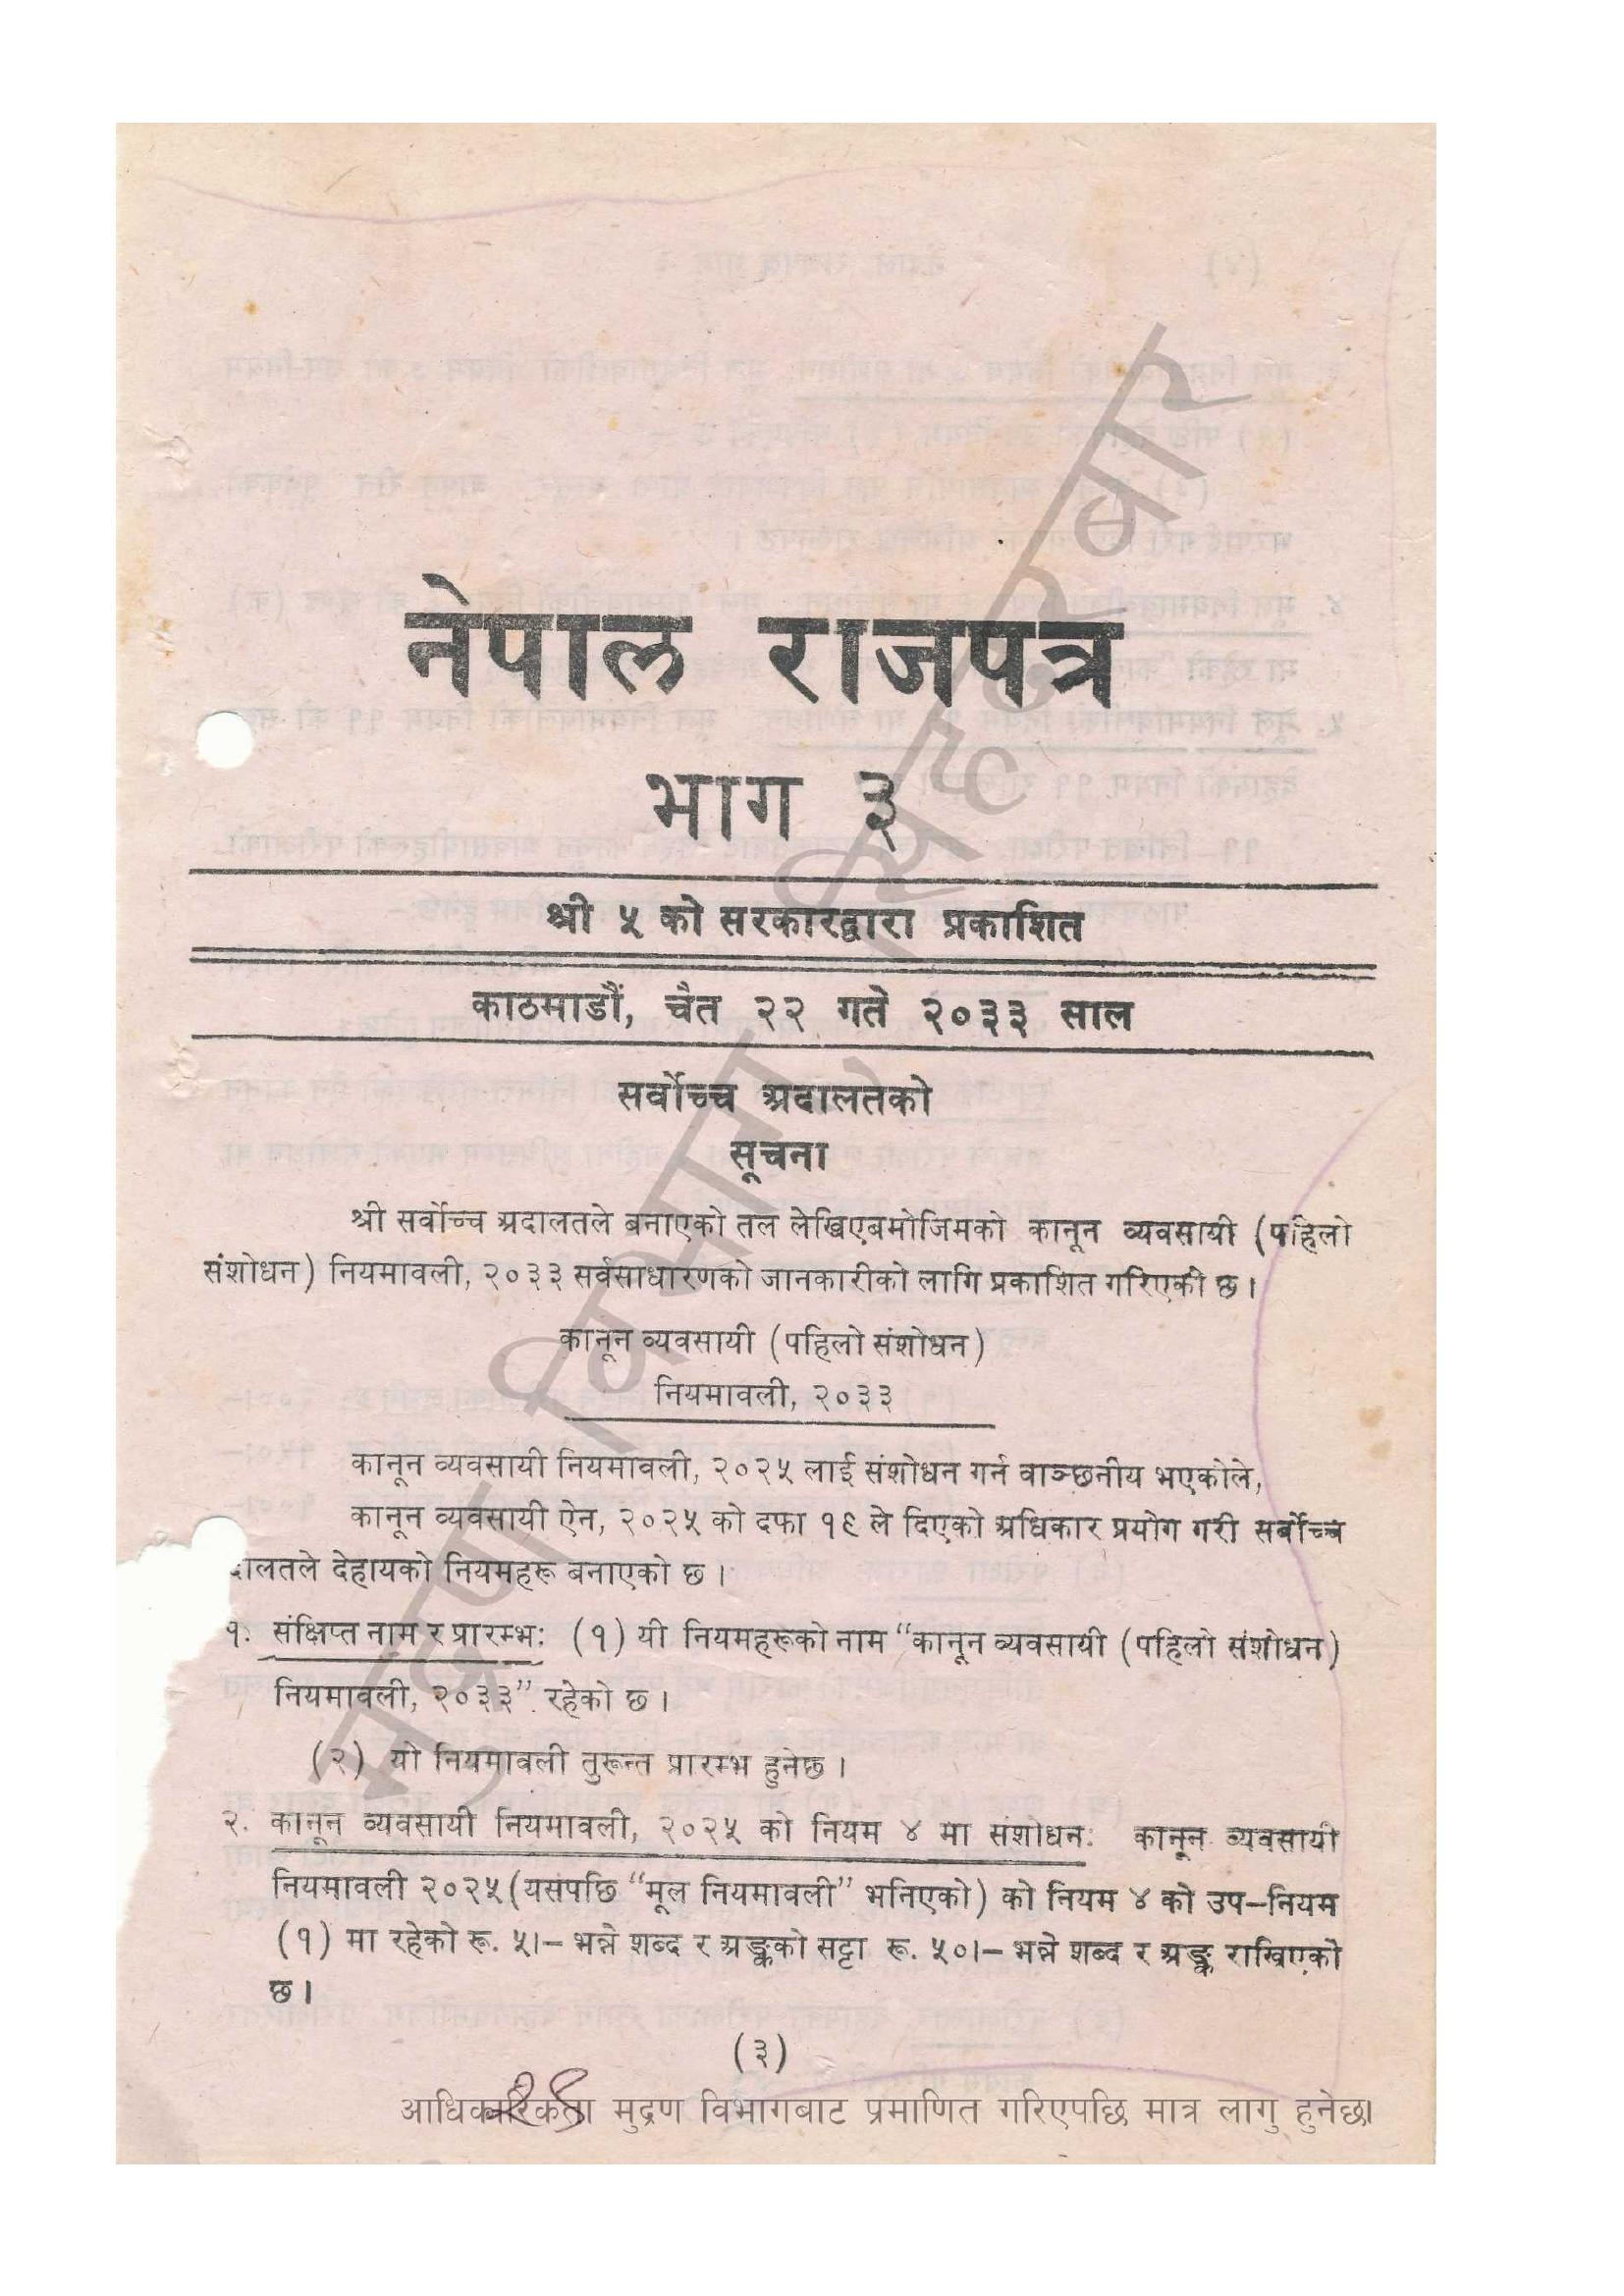 नेपाल राजपत्र
भाग ३
श्री ५ को सरकारद्वारा प्रकाशित
काठमाडौं, चैत २२ गते २०३३ साल
सर्वोच्च अदालतको
सूचना
श्री सर्वोच्च अदालतले बनाएको तल लेखिएबमोजिमको कानून व्यवसायी (पहिलो
संशोधन) नियमावली, २०३३ सर्वसाधारणको जानकारीको लागि प्रकाशित गरिएको छ ।
कानून व्यवसायी (पहिलो संशोधन)
नियमावली, २०३३
कानून व्यवसायी नियमावली, २०२५ लाई संशोधन गर्न वाञ्छनीय भएकोले,
कानून व्यवसायी ऐन, २०२५ को दफा १९ ले दिएको अधिकार प्रयोग गरी सर्वोच्च
दालतले देहायको नियमहरू बनाएको छ ।
१. संक्षिप्त नाम र प्रारम्भः (१) यी नियमहरूको नाम "कानून व्यवसायी (पहिलो संशोधन)
नियमावली, २०३३" रहेको छ ।
(२) यो नियमावली तुरून्त प्रारम्भ हुनेछ ।
२. कानून व्यवसायी नियमावली, २०२५ को नियम ४ मा संशोधनः कानून व्यवसायी
नियमावली २०२५ (यसपछि "मूल नियमावली" भनिएको) को नियम ४ को उप–नियम
(१) मा रहेको रू. ५।– भन्ने शब्द र अङ्कको सट्टा रू. ५०।– भन्ने शब्द र अङ्क राखिएको
छ ।
(३)
आधिकारिकता मुद्रण विभागबाट प्रमाणित गरिएपछि मात्र लागु हुनेछ।